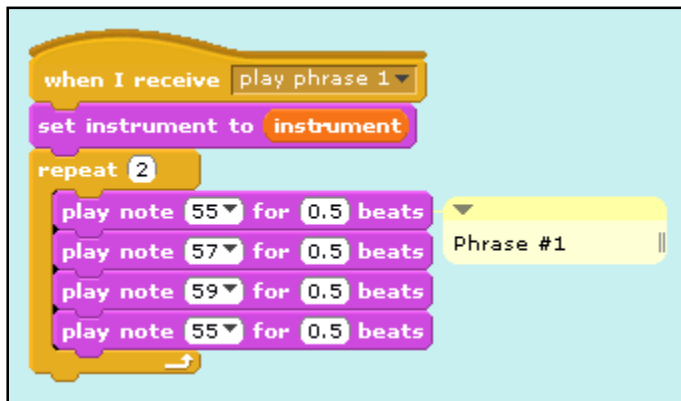 when I receive play phrase 1
set instrument to instrument
repeat 2
play note 55 for 0.5 beats
Phrase #1
play note 57 for 0.5 beats
play note 59 for 0.5 beats
play note 55 for 0.5 beats